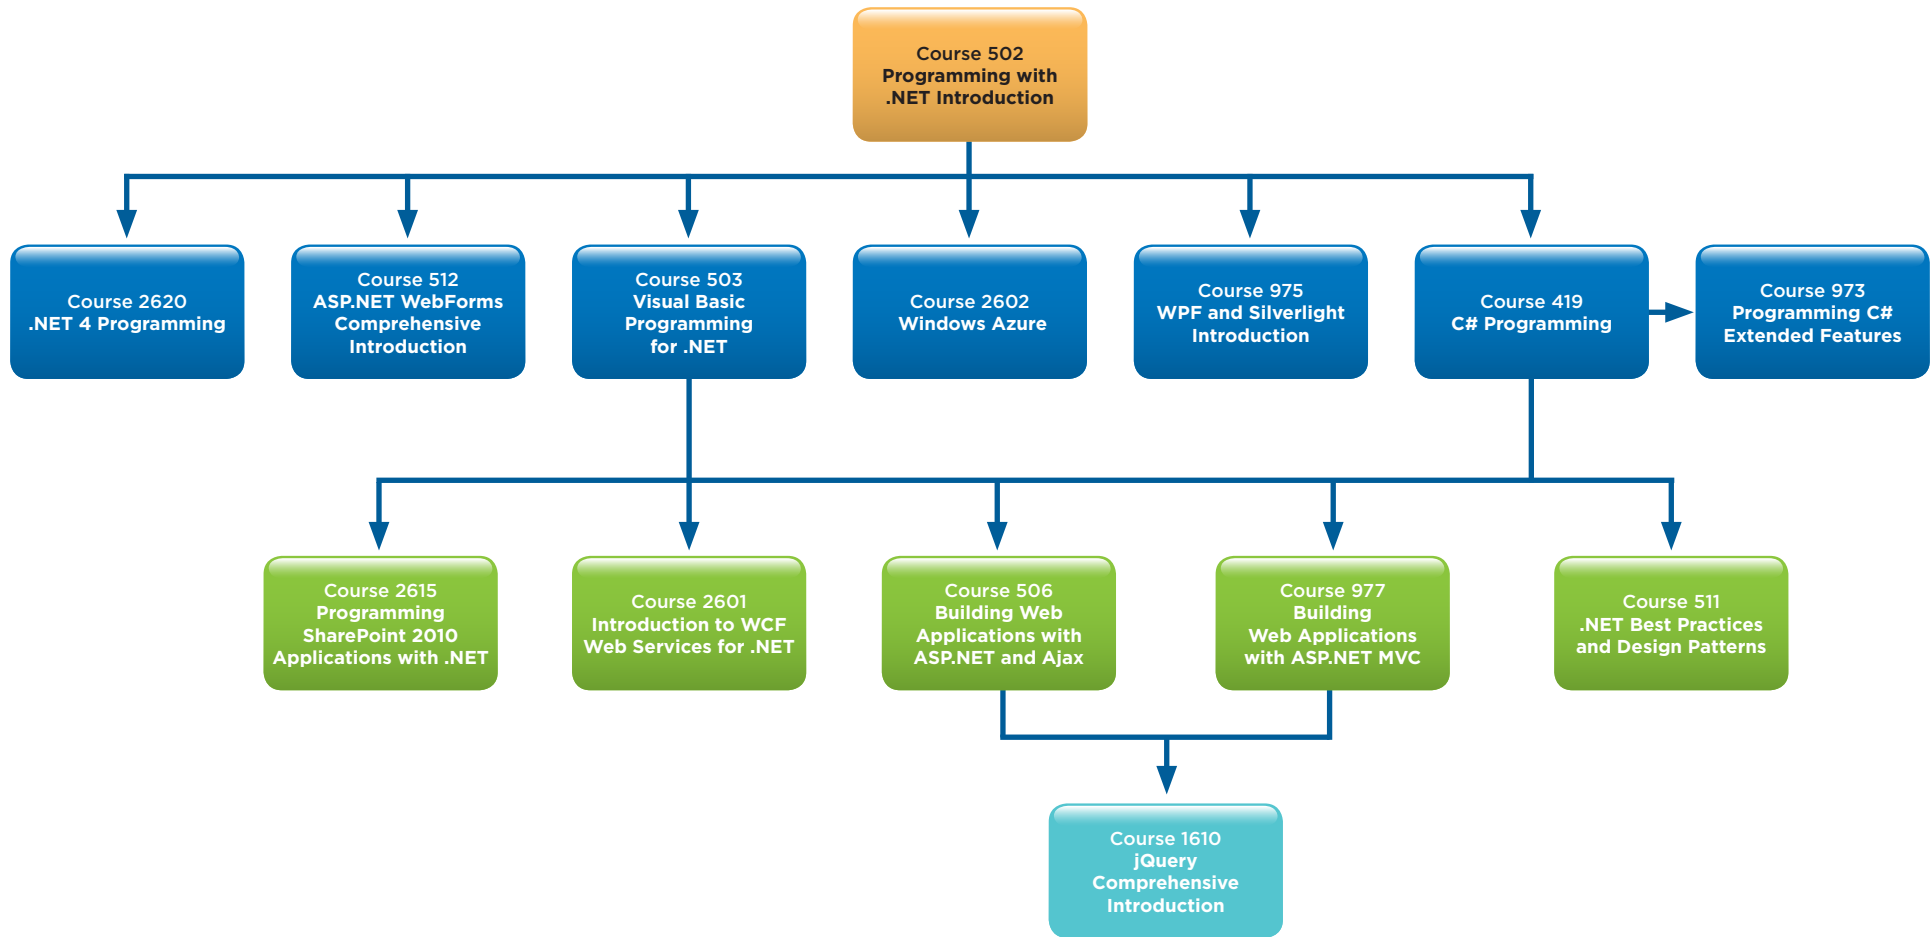 Course 502
Programming with
.NET Introduction
Course 2620
.NET 4 Programming
Course 512
ASP.NET WebForms
Comprehensive
Introduction
Course 503
Visual Basic
Programming
for .NET
Course 2602
Windows Azure
Course 975
WPF and Silverlight
Introduction
Course 419
C# Programming
Course 973
Programming C#
Extended Features
Course 2615
Programming
SharePoint 2010
Applications with .NET
Course 2601
Introduction to WCF
Web Services for .NET
Course 506
Building Web
Applications with
ASP.NET and Ajax
Course 977
Building
Web Applications
with ASP.NET MVC
Course 511
.NET Best Practices
and Design Patterns
Course 1610
jQuery
Comprehensive
Introduction